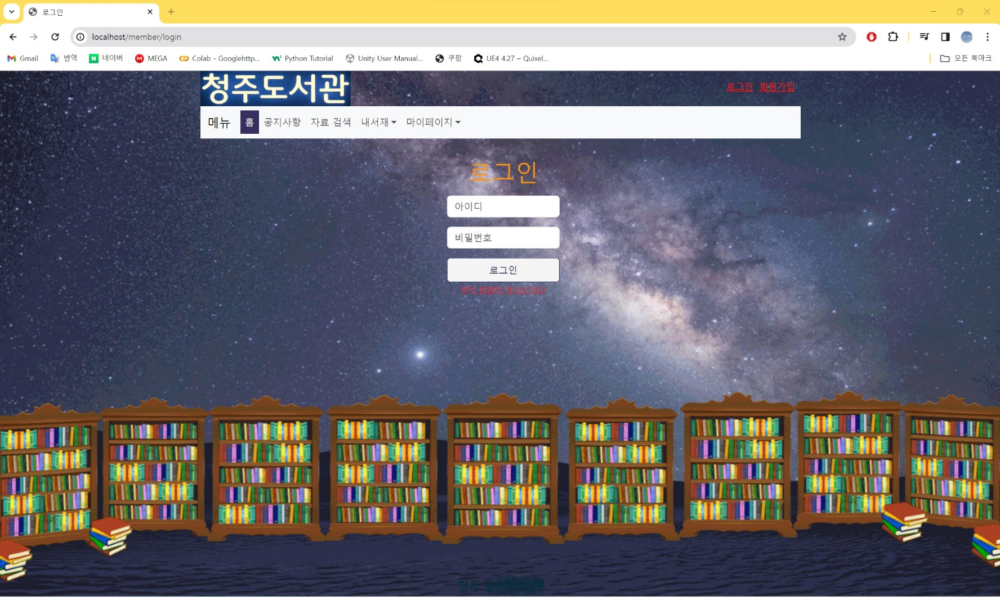 로그인
localhost/member/login
Gmail 번역 네이버 MEGA Colab - Googlehttp... Python Tutorial Unity User Manual... 쿠팡 UE4 4.27 – Quixel... 모든 북마크
청주도서관
로그인 회원가입
메뉴 홈 공지사항 자료 검색 내서재 마이페이지
로그인
아이디
비밀번호
로그인
아직 회원이 아니신가요?
청주